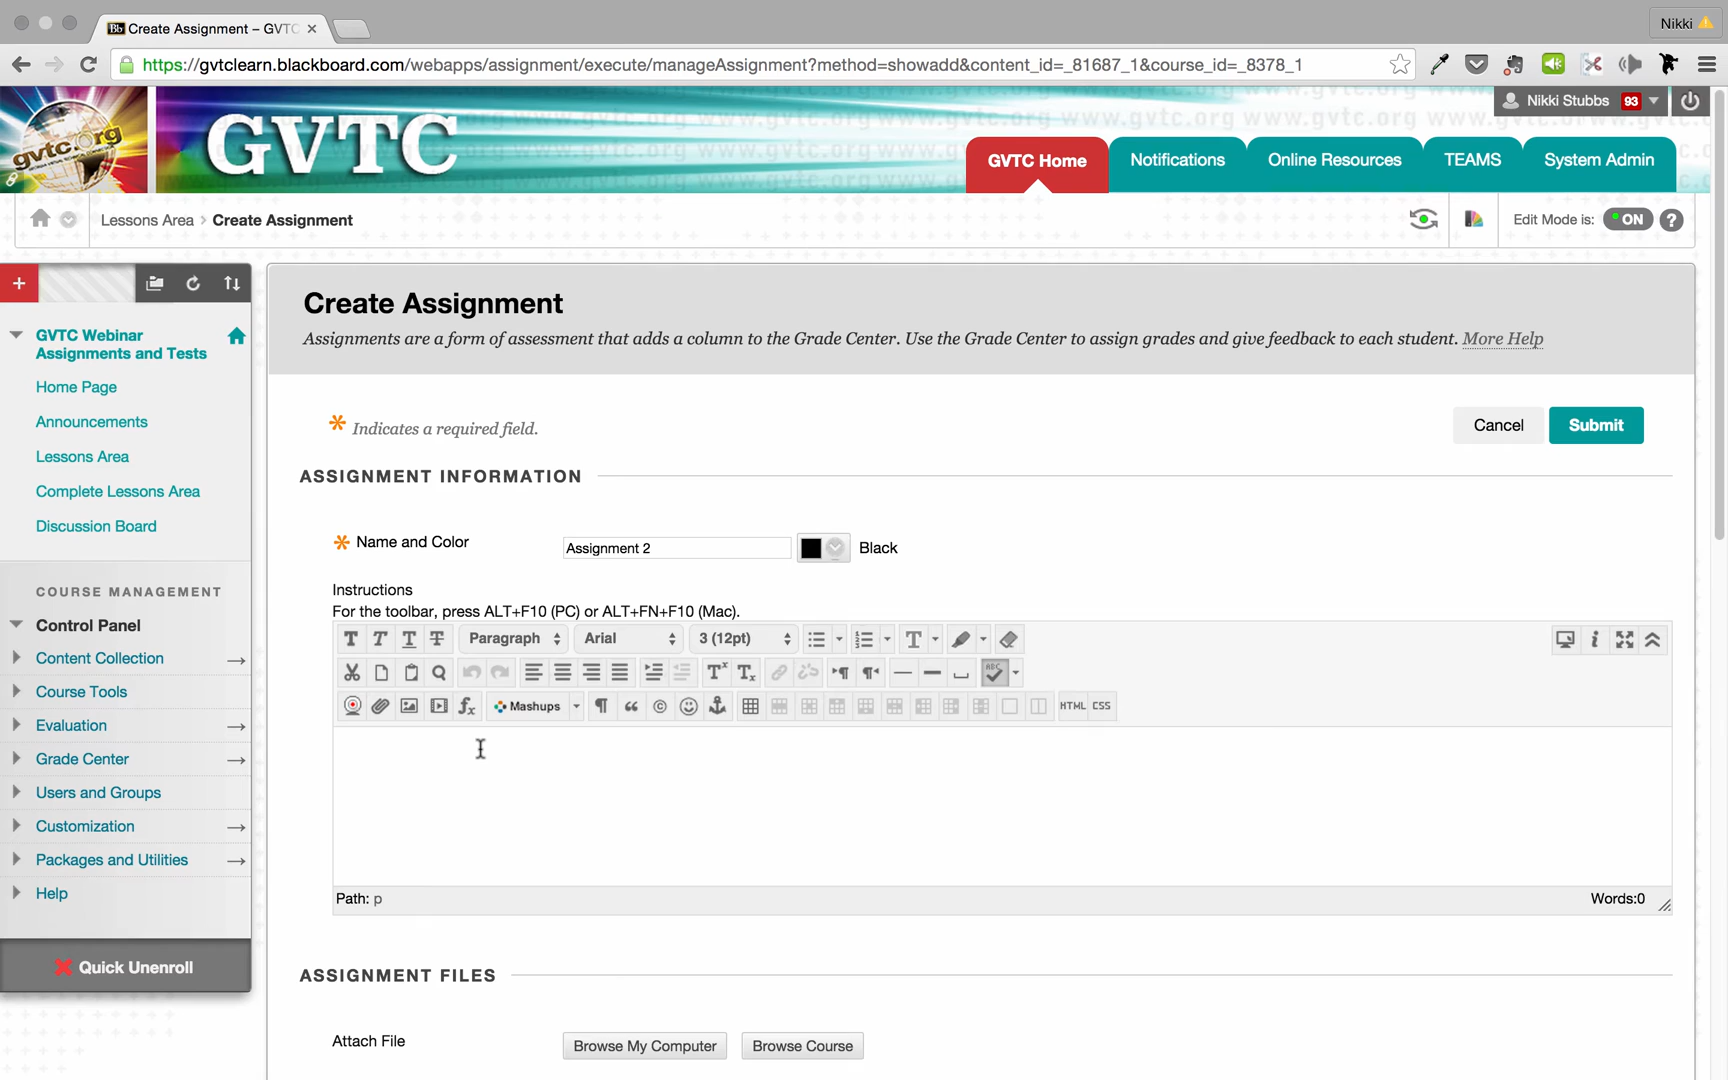 Bb Create Assignment – GVTC
Nikki
https://gvtclearn.blackboard.com/webapps/assignment/execute/manageAssignment?method=showadd&content_id=_81687_1&course_id=_8378_1
gvtc.org
GVTC
Nikki Stubbs 93
GVTC Home
Notifications
Online Resources
TEAMS
System Admin
Lessons Area
Create Assignment
Edit Mode is: ON ?
GVTC Webinar
Assignments and Tests
Home Page
Announcements
Lessons Area
Complete Lessons Area
Discussion Board
COURSE MANAGEMENT
Control Panel
Content Collection
Course Tools
Evaluation
Grade Center
Users and Groups
Customization
Packages and Utilities
Help
Quick Unenroll
Create Assignment
Assignments are a form of assessment that adds a column to the Grade Center. Use the Grade Center to assign grades and give feedback to each student. More Help
* Indicates a required field.
Cancel
Submit
ASSIGNMENT INFORMATION
* Name and Color
Assignment 2
Black
Instructions
For the toolbar, press ALT+F10 (PC) or ALT+FN+F10 (Mac).
T T T T Paragraph Arial 3 (12pt) T
Tx Tx ABC
fx Mashups HTML CSS
Path: p
Words:0
ASSIGNMENT FILES
Attach File
Browse My Computer
Browse Course